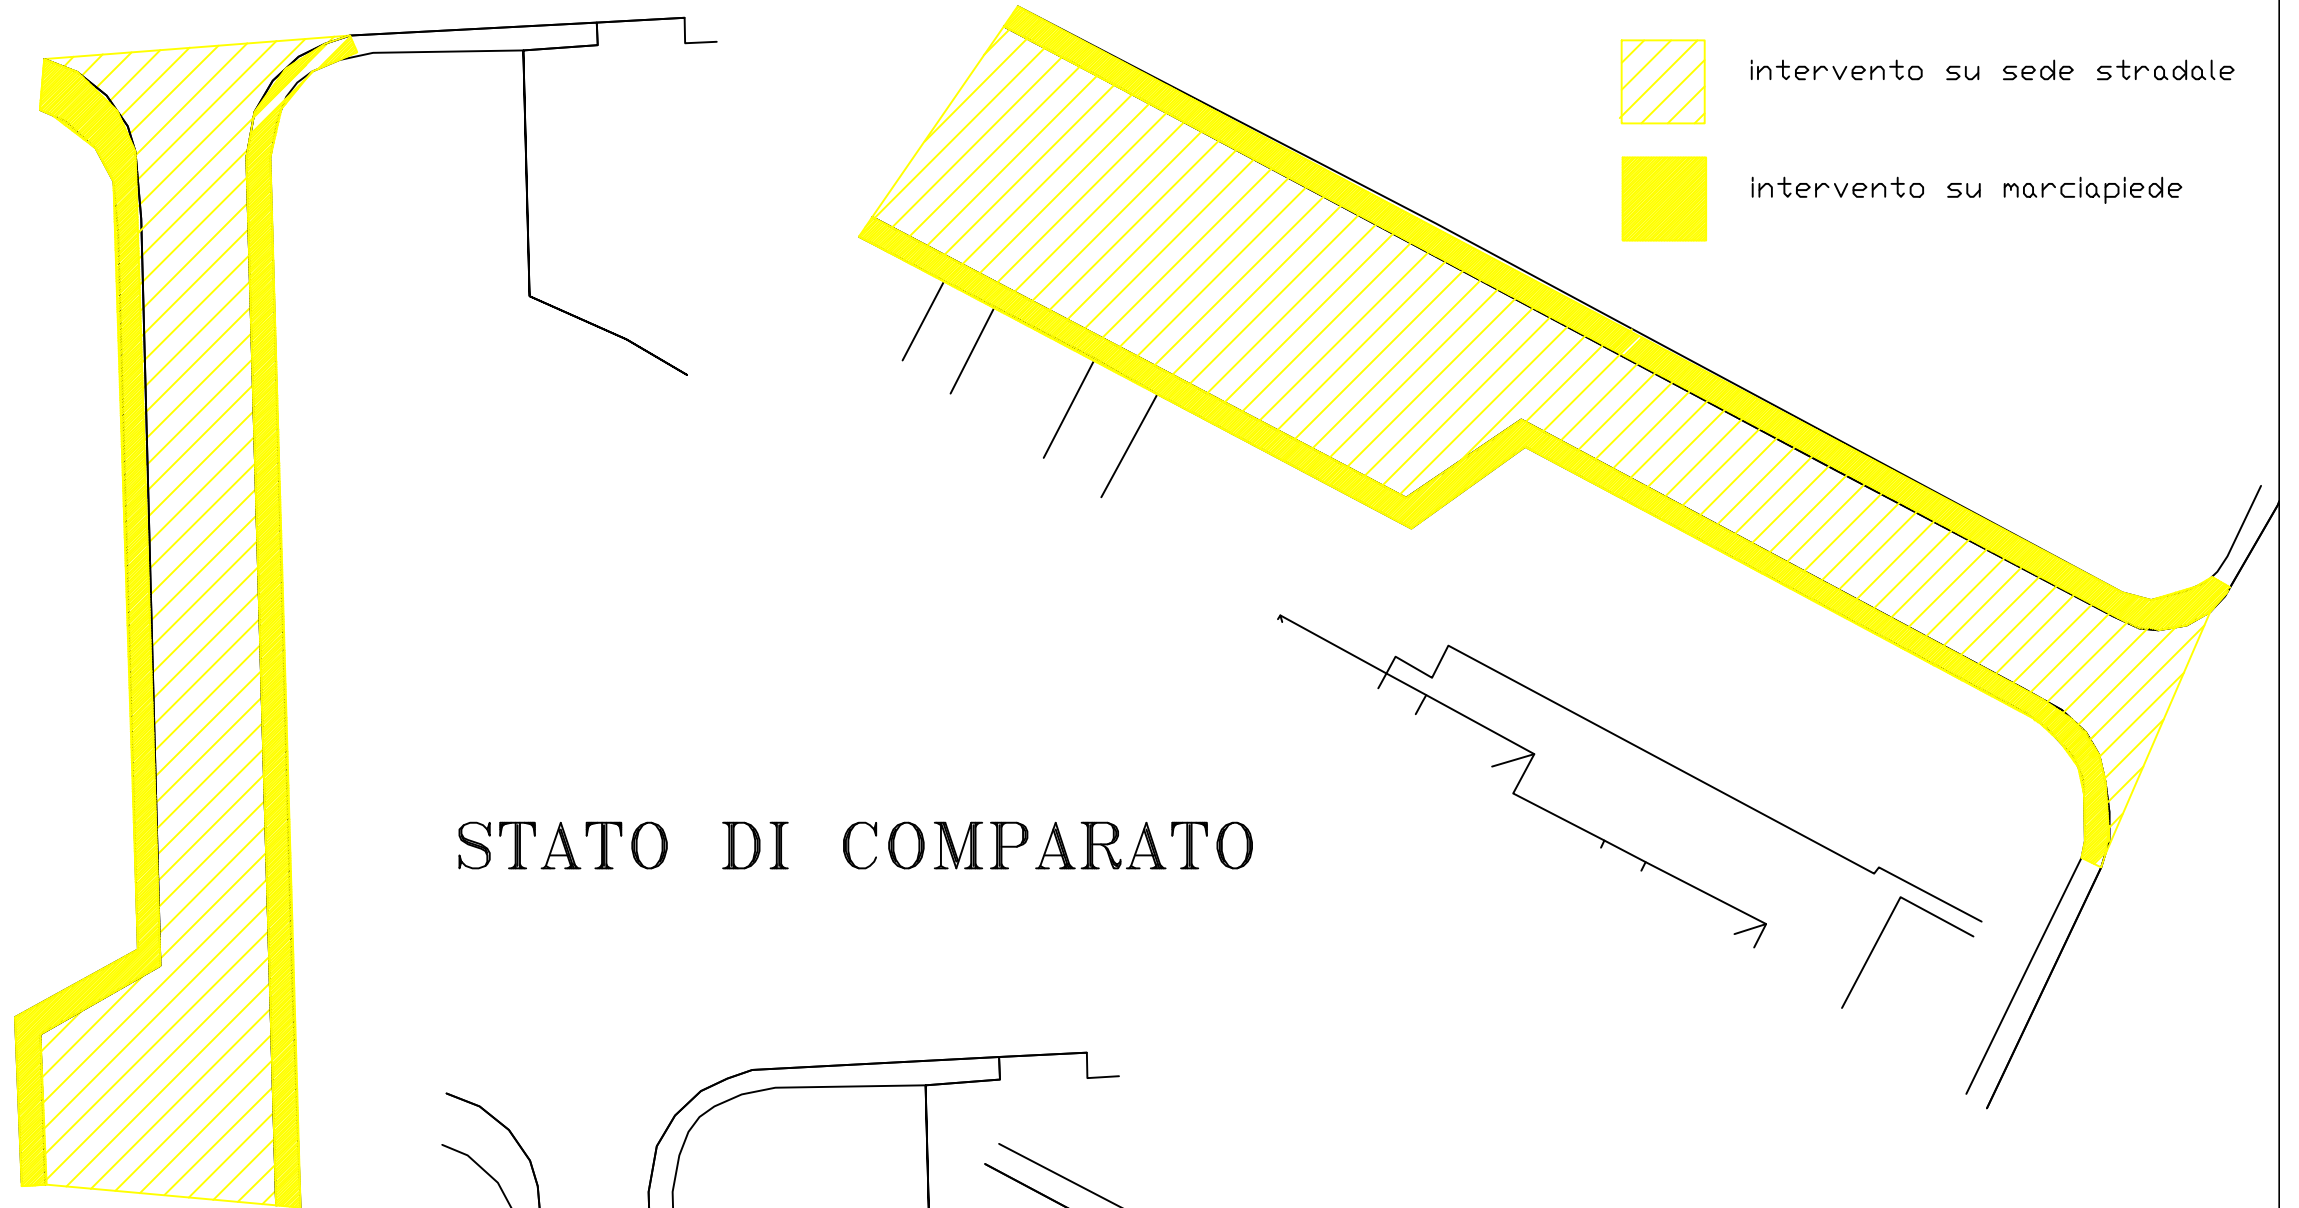 intervento su sede stradale
intervento su marciapiede
STATO DI COMPARATO